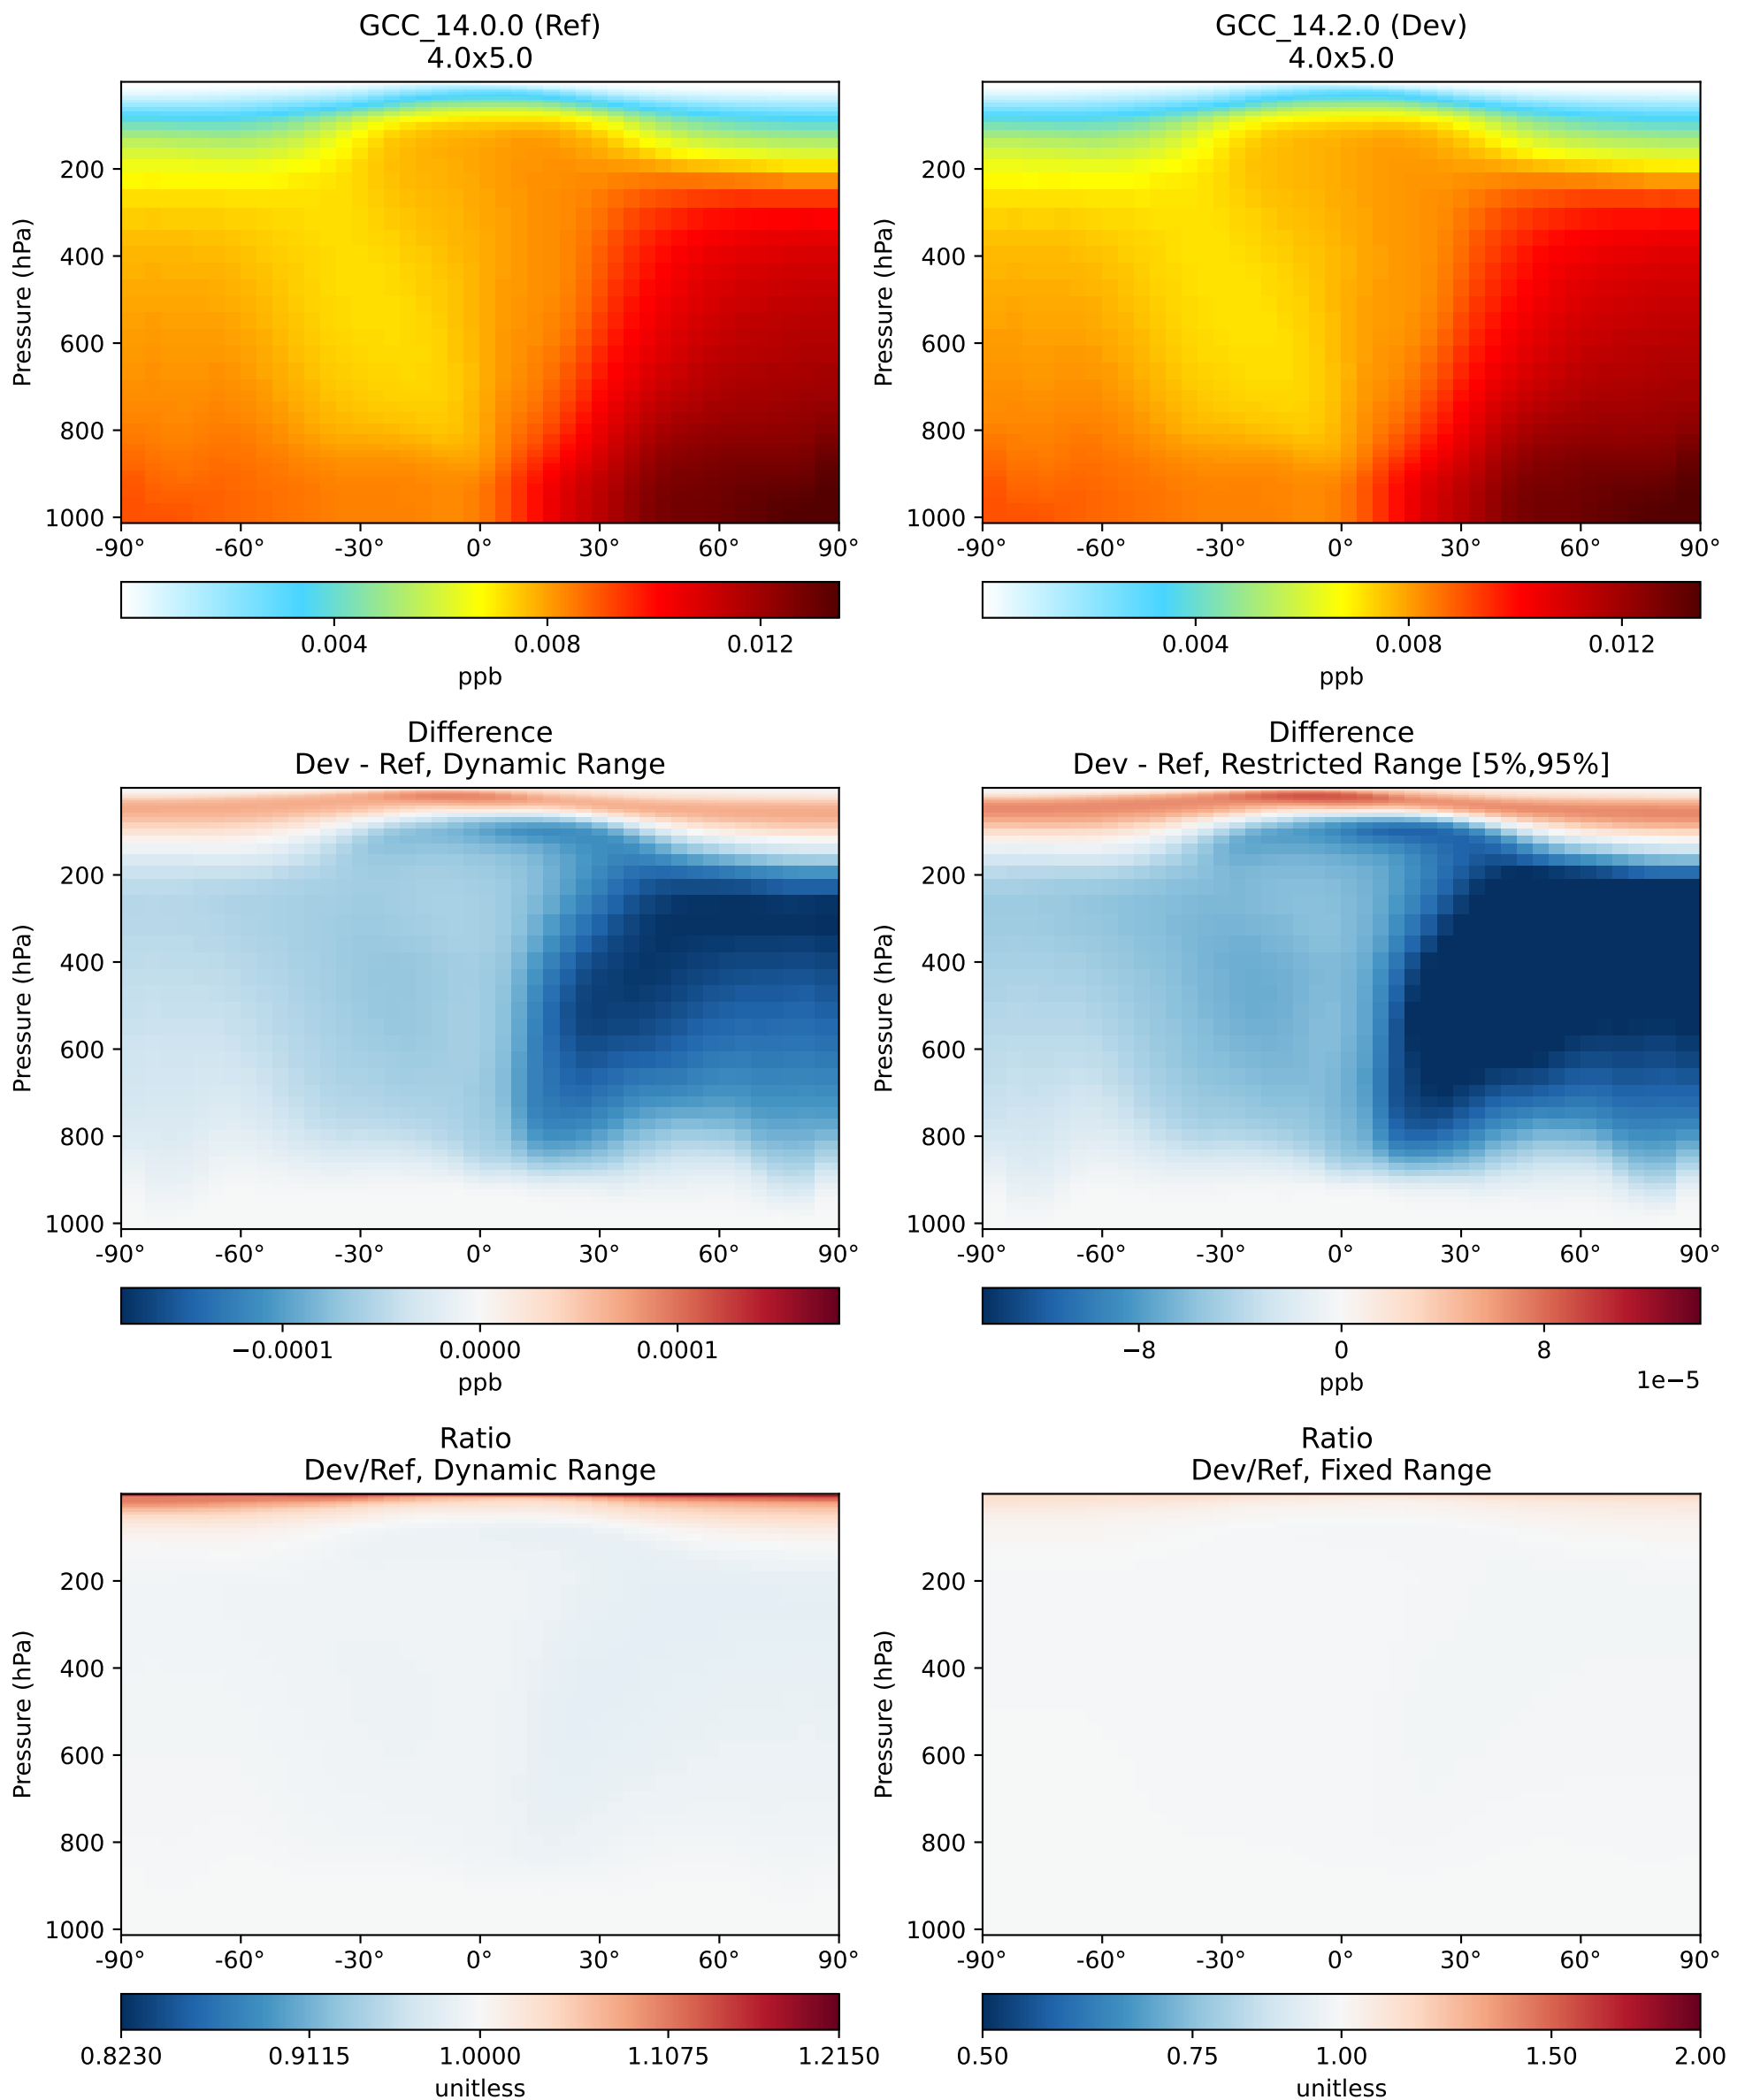 GCC_14.0.0 (Ref)
4.0x5.0
GCC_14.2.0 (Dev)
4.0x5.0
Pressure (hPa)
200
400
600
800
1000
-90° -60° -30° 0° 30° 60° 90°
0.004 0.008 0.012
ppb
Pressure (hPa)
200
400
600
800
1000
-90° -60° -30° 0° 30° 60° 90°
0.004 0.008 0.012
ppb
Difference
Dev - Ref, Dynamic Range
Pressure (hPa)
200
400
600
800
1000
-90° -60° -30° 0° 30° 60° 90°
−0.0001 0.0000 0.0001
ppb
Difference
Dev - Ref, Restricted Range [5%,95%]
Pressure (hPa)
200
400
600
800
1000
-90° -60° -30° 0° 30° 60° 90°
−8 0 8
ppb
1e−5
Ratio
Dev/Ref, Dynamic Range
Pressure (hPa)
200
400
600
800
1000
-90° -60° -30° 0° 30° 60° 90°
0.8230 0.9115 1.0000 1.1075 1.2150
unitless
Ratio
Dev/Ref, Fixed Range
Pressure (hPa)
200
400
600
800
1000
-90° -60° -30° 0° 30° 60° 90°
0.50 0.75 1.00 1.50 2.00
unitless